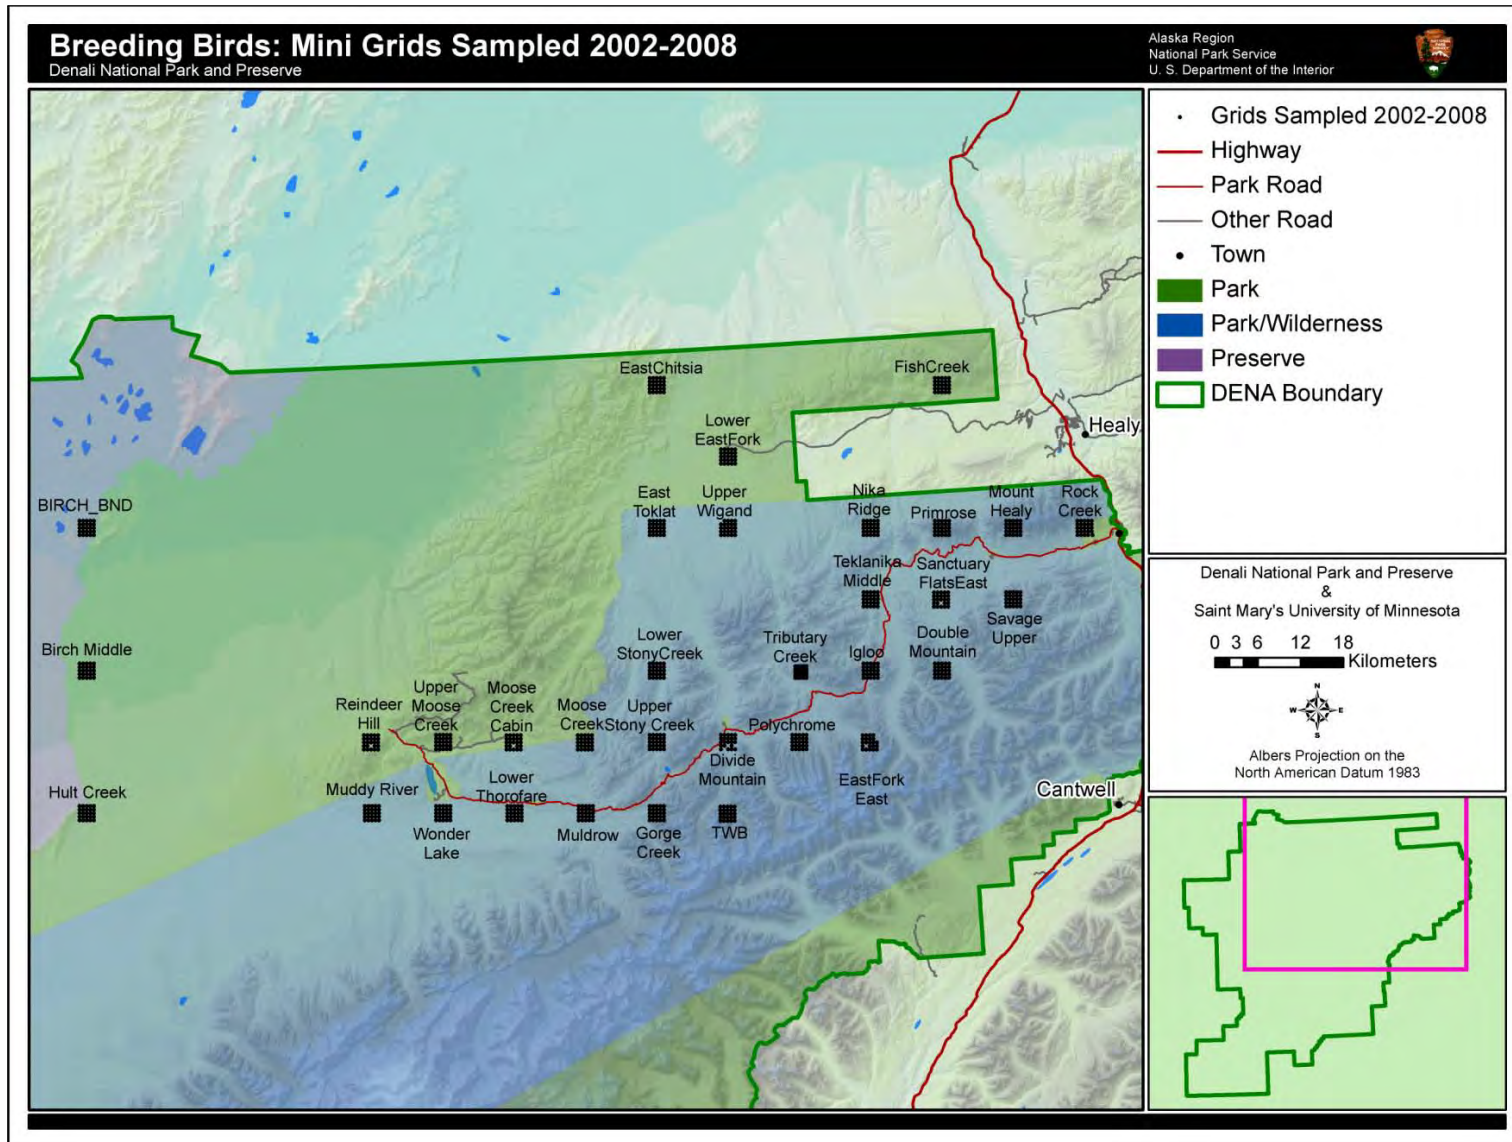 Breeding Birds: Mini Grids Sampled 2002-2008
Denali National Park and Preserve
Alaska Region
National Park Service
U. S. Department of the Interior
EastChitsia
FishCreek
Lower
EastFork
Healy
BIRCH_BND
East
Toklat
Upper
Wigand
Nika
Ridge
Primrose
Mount
Healy
Rock
Creek
Teklanika
Middle
Sanctuary
FlatsEast
Savage
Upper
Birch Middle
Lower
StonyCreek
Tributary
Creek
Igloo
Double
Mountain
Reindeer
Hill
Upper
Moose
Creek
Moose
Creek
Cabin
Moose
Creek
Upper
Stony Creek
Divide
Mountain
Polychrome
EastFork
East
Cantwell
Hult Creek
Muddy River
Wonder
Lake
Lower
Thorofare
Muldrow
Gorge
Creek
TWB
Grids Sampled 2002-2008
Highway
Park Road
Other Road
Town
Park
Park/Wilderness
Preserve
DENA Boundary
Denali National Park and Preserve
&
Saint Mary's University of Minnesota
0 3 6 12 18
Kilometers
N
W E
S
Albers Projection on the
North American Datum 1983